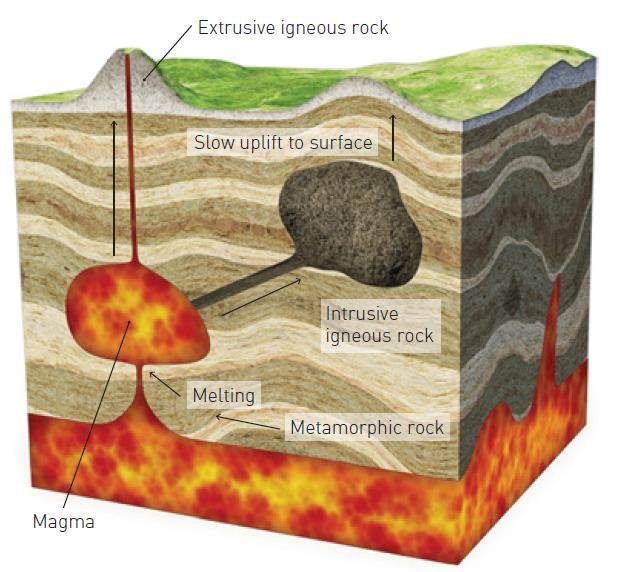 Extrusive igneous rock
Slow uplift to surface
Intrusive
igneous rock
Melting
Metamorphic rock
Magma